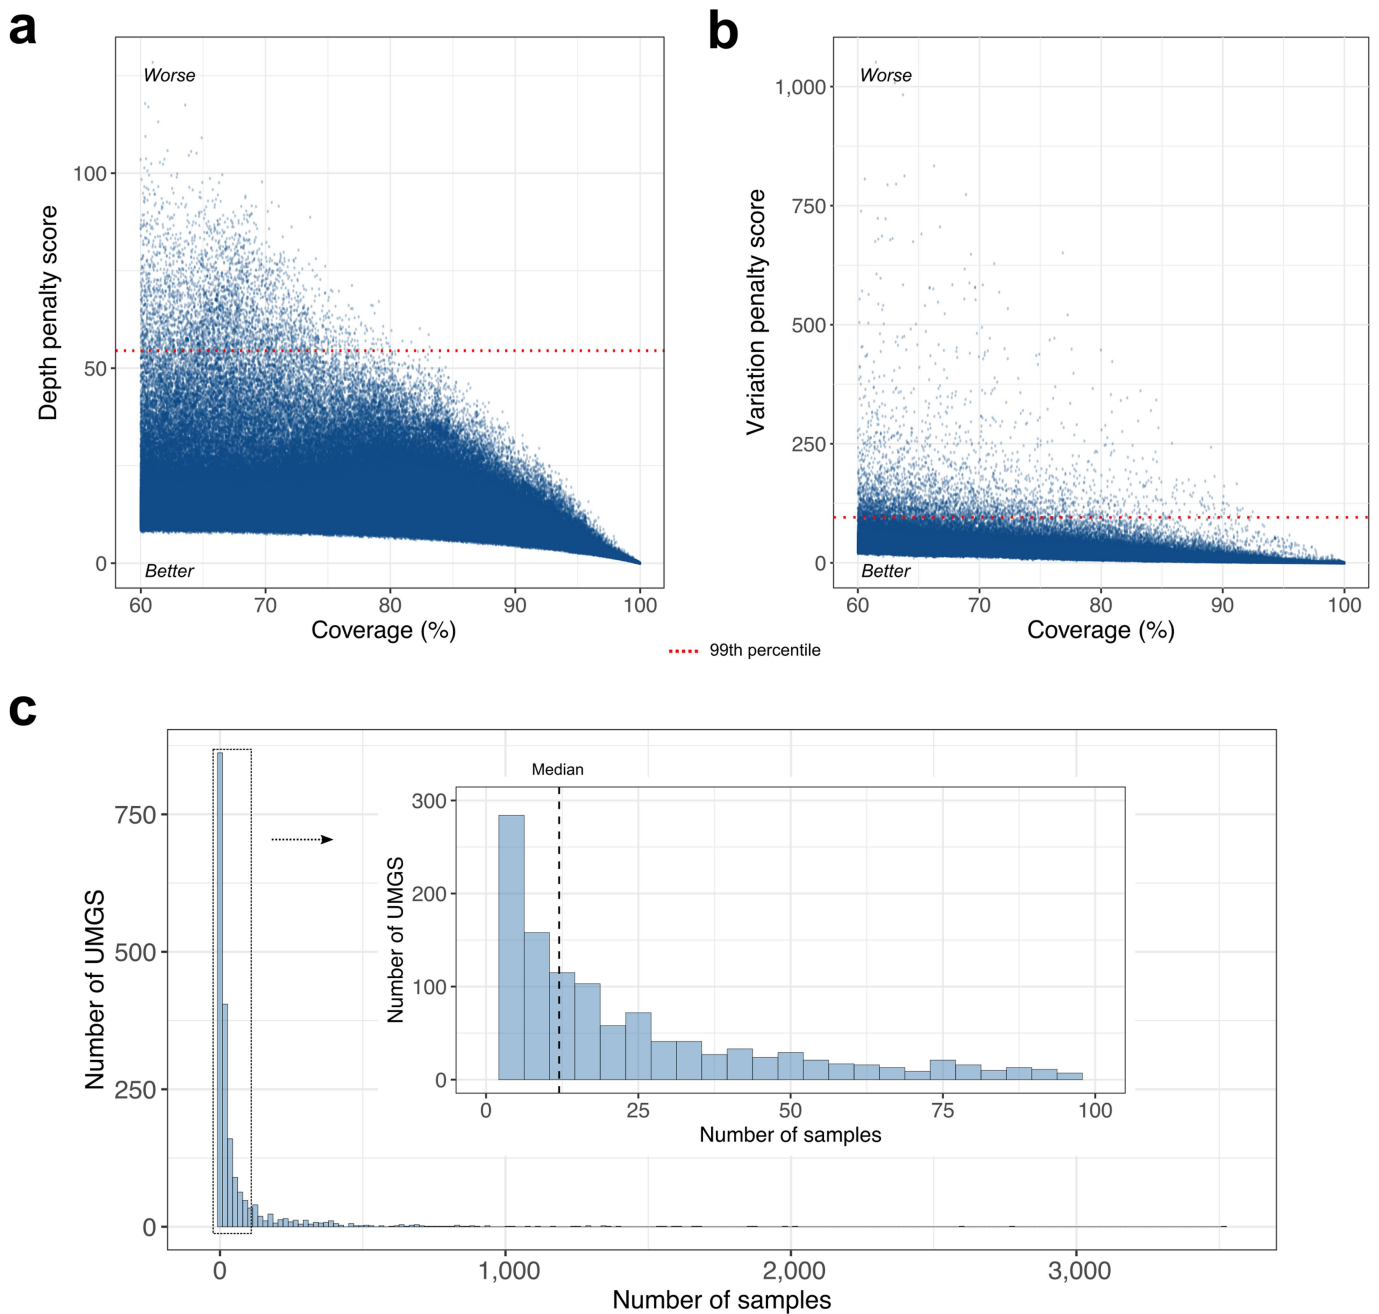 a
Worse
100
50
0
Better
Depth penalty score
60 70 80 90 100
Coverage (%)
b
Worse
1,000
750
500
250
0
Better
Variation penalty score
60 70 80 90 100
Coverage (%)
99th percentile
c
750
500
250
0
Number of UMGS
0 1,000 2,000 3,000
Number of samples
Median
300
200
100
0
Number of UMGS
0 25 50 75 100
Number of samples